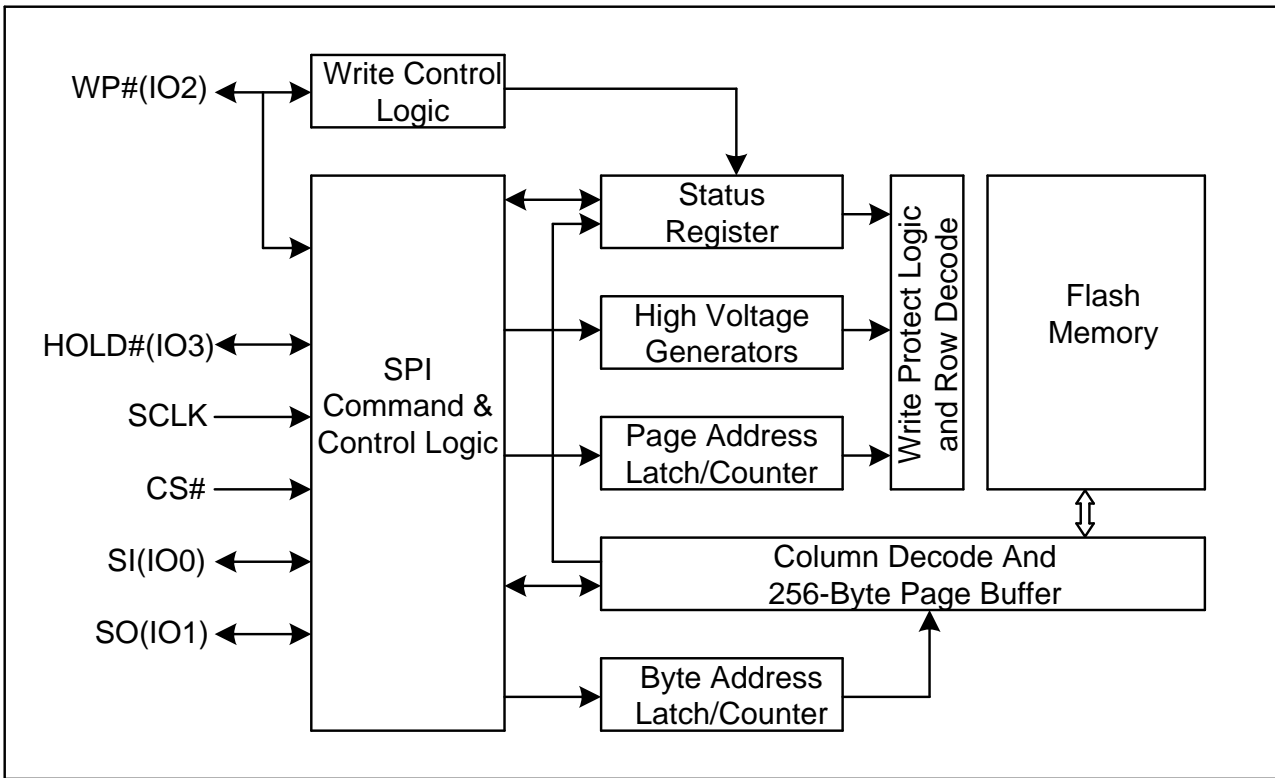 WP#(IO2)
Write Control
Logic
Status
Register
Write Protect Logic
and Row Decode
Flash
Memory
HOLD#(IO3)
High Voltage
Generators
SPI
Command &
Control Logic
SCLK
Page Address
Latch/Counter
CS#
SI(IO0)
Column Decode And
256-Byte Page Buffer
SO(IO1)
Byte Address
Latch/Counter